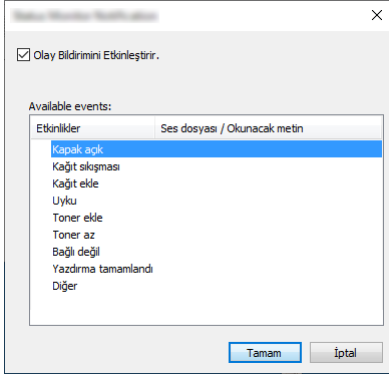 Olay Bildirimini Etkinleştir.
Available events:
Etkinlikler Ses dosyası / Okunacak metin
Kapak açık
Kağıt sıkışması
Kağıt ekle
Uyku
Toner ekle
Toner az
Bağlı değil
Yazdırma tamamlandı
Diğer
Tamam İptal